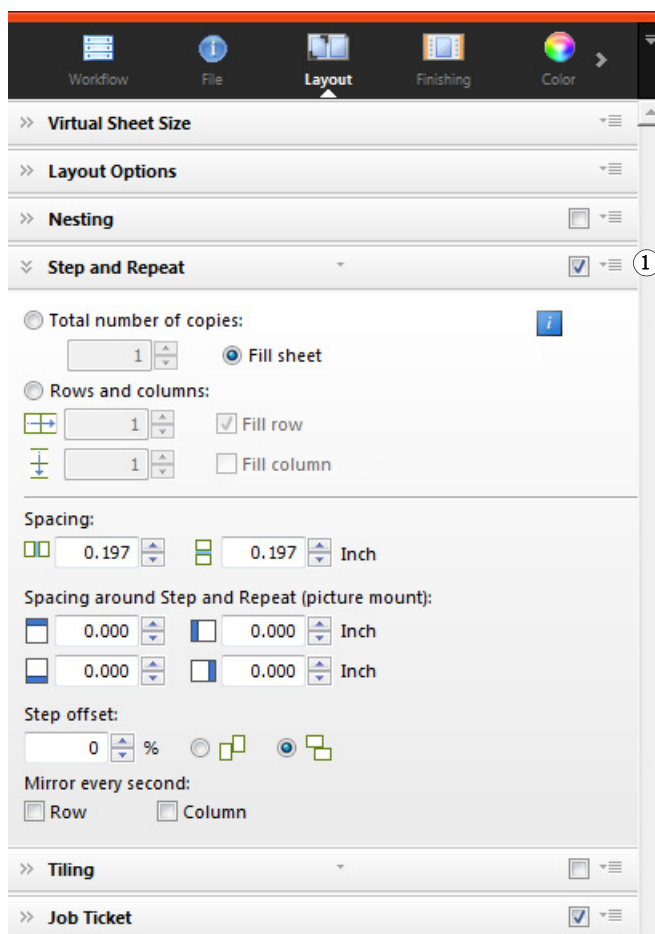 Workflow File Layout Finishing Color
Virtual Sheet Size
Layout Options
Nesting
Step and Repeat 1
Total number of copies: i
1 Fill sheet
Rows and columns:
1 Fill row
1 Fill column
Spacing:
0.197 0.197 Inch
Spacing around Step and Repeat (picture mount):
0.000 0.000 Inch
0.000 0.000 Inch
Step offset:
0 %
Mirror every second:
Row Column
Tiling
Job Ticket